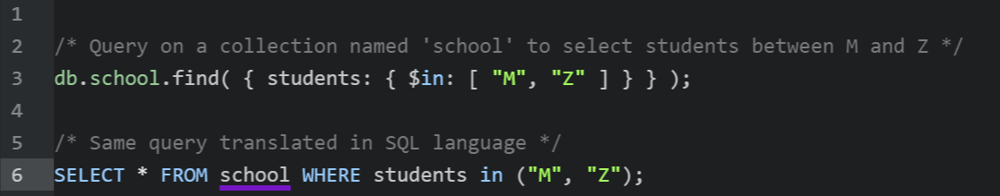 1
2 /* Query on a collection named 'school' to select students between M and Z */
3 db.school.find( { students: { $in: [ "M", "Z" ] } } );
4
5 /* Same query translated in SQL language */
6 SELECT * FROM school WHERE students in ("M", "Z");